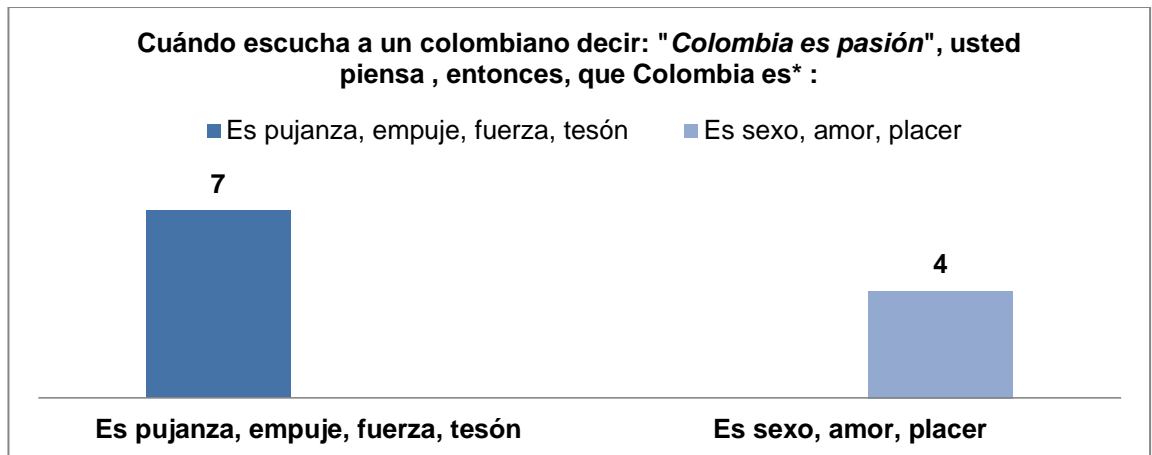 Cuándo escucha a un colombiano decir: "Colombia es pasión", usted
piensa , entonces, que Colombia es* :
Es pujanza, empuje, fuerza, tesón Es sexo, amor, placer
7
4
Es pujanza, empuje, fuerza, tesón Es sexo, amor, placer